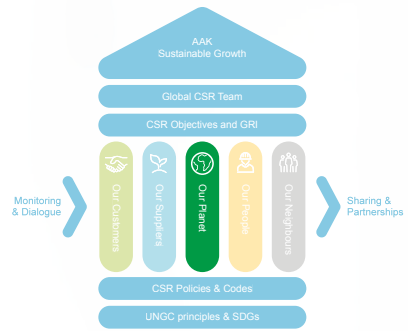 AAK
Sustainable Growth
Global CSR Team
CSR Objectives and GRI
Monitoring
& Dialogue
Our Customers
Our Suppliers
Our Planet
Our People
Our Neighbours
Sharing &
Partnerships
CSR Policies & Codes
UNGC principles & SDGs